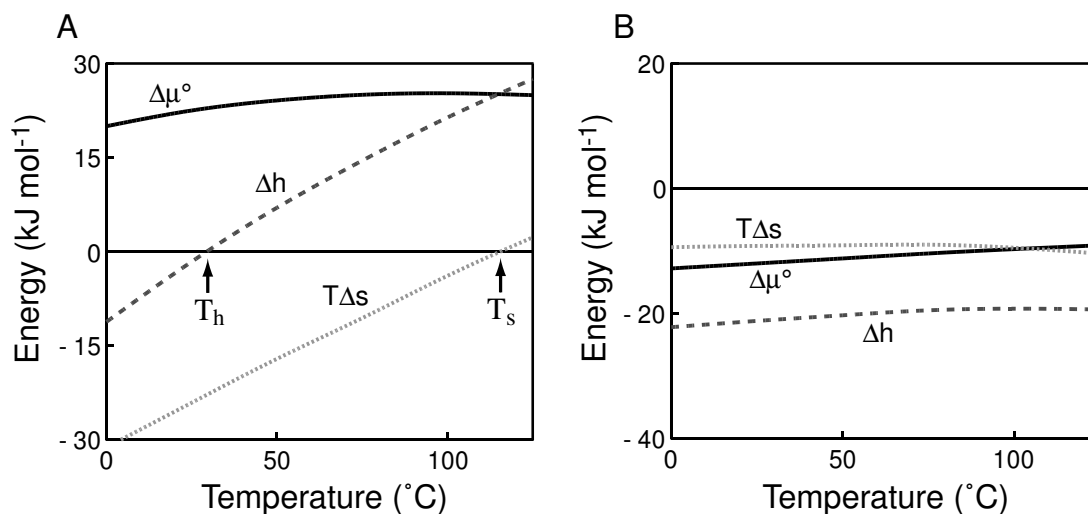 A
Energy (kJ mol⁻¹)
30
15
0
- 15
- 30
Δμ°
Δh
TΔs
Tₕ
Tₛ
0
50
100
Temperature (˚C)
B
Energy (kJ mol⁻¹)
20
0
- 20
- 40
TΔs
Δμ°
Δh
0
50
100
Temperature (˚C)